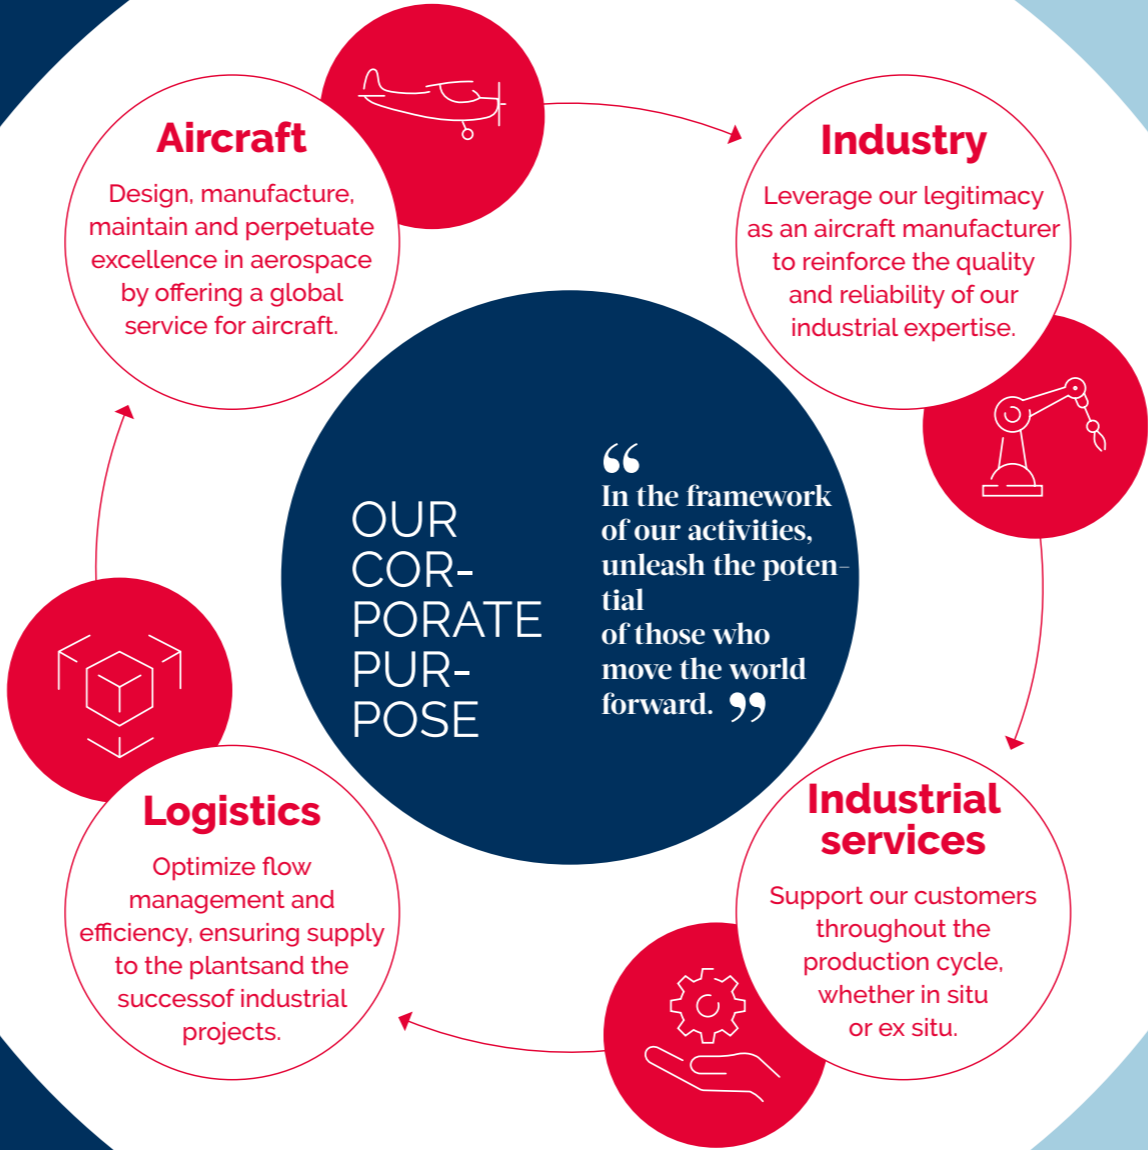 Aircraft
Design, manufacture,
maintain and perpetuate
excellence in aerospace
by offering a global
service for aircraft.
Industry
Leverage our legitimacy
as an aircraft manufacturer
to reinforce the quality
and reliability of our
industrial expertise.
OUR
COR-
PORATE
PUR-
POSE
“
In the framework
of our activities,
unleash the poten-
tial
of those who
move the world
forward. ”
Industrial
services
Support our customers
throughout the
production cycle,
whether in situ
or ex situ.
Logistics
Optimize flow
management and
efficiency, ensuring supply
to the plantsand the
successof industrial
projects.